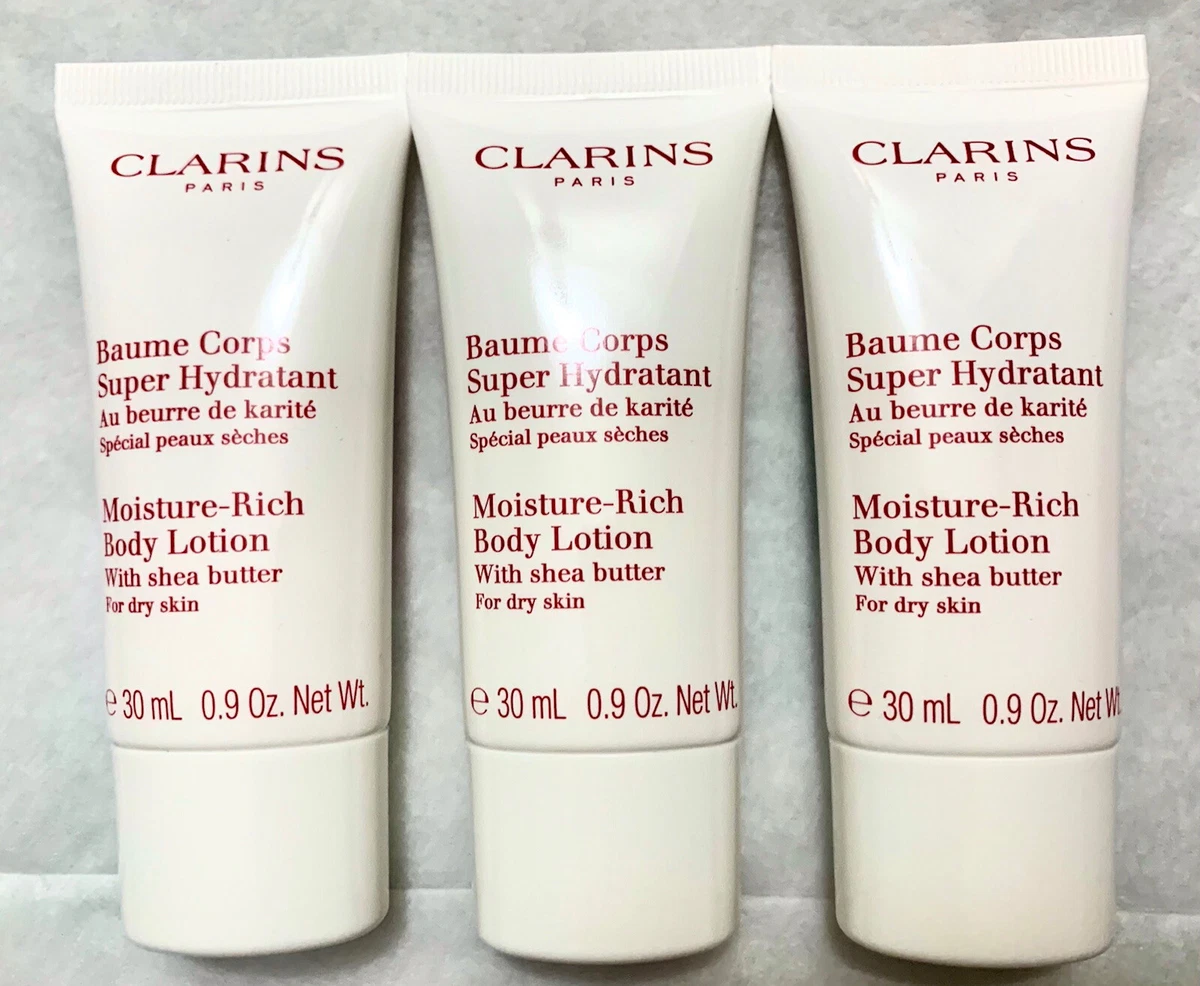 CLARINS
PARIS
Baume Corps
Super Hydratant
Au beurre de karité
Spécial peaux sèches
Moisture-Rich
Body Lotion
With shea butter
For dry skin
℮ 30 mL 0.9 Oz. Net Wt.
CLARINS
PARIS
Baume Corps
Super Hydratant
Au beurre de karité
Spécial peaux sèches
Moisture-Rich
Body Lotion
With shea butter
For dry skin
℮ 30 mL 0.9 Oz. Net Wt.
CLARINS
PARIS
Baume Corps
Super Hydratant
Au beurre de karité
Spécial peaux sèches
Moisture-Rich
Body Lotion
With shea butter
For dry skin
℮ 30 mL 0.9 Oz. Net Wt.